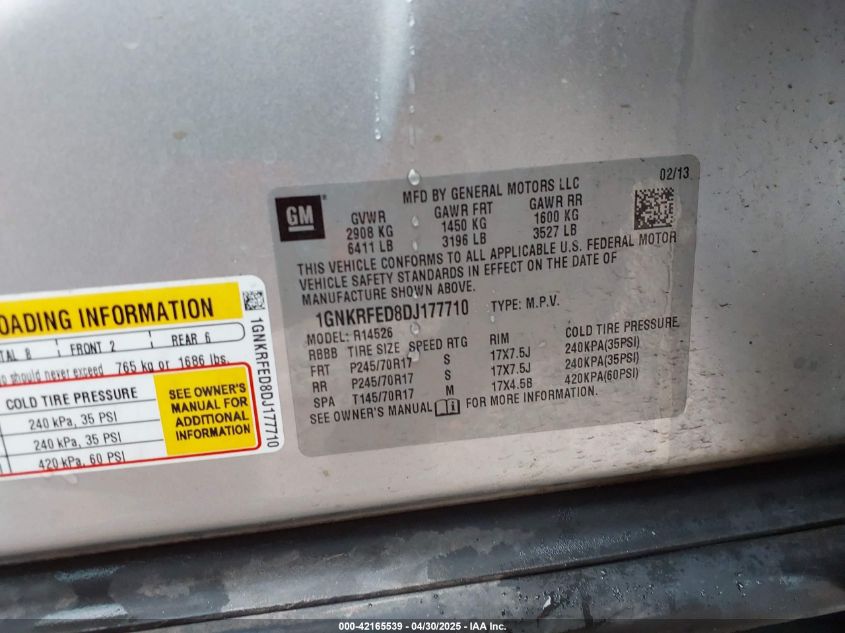 02/13
MFD BY GENERAL MOTORS LLC
GM
GVWR GAWR FRT GAWR RR
2908 KG 1450 KG 1600 KG
6411 LB 3196 LB 3527 LB
THIS VEHICLE CONFORMS TO ALL APPLICABLE U.S. FEDERAL MOTOR
VEHICLE SAFETY STANDARDS IN EFFECT ON THE DATE OF
MANUFACTURE SHOWN ABOVE.
1GNKRFED8DJ177710 TYPE: M.P.V.
MODEL: R14526
RBBB TIRE SIZE SPEED RTG RIM COLD TIRE PRESSURE
FRT P245/70R17 S 17X7.5J 240KPA(35PSI)
RR P245/70R17 S 17X7.5J 240KPA(35PSI)
SPA T145/70R17 M 17X4.5B 420KPA(60PSI)
SEE OWNER'S MANUAL FOR MORE INFORMATION.
OADING INFORMATION
TAL 8 FRONT 2 REAR 6
should never exceed 765 kg or 1686 lbs.
COLD TIRE PRESSURE
240 kPa, 35 PSI
240 kPa, 35 PSI
420 kPa, 60 PSI
SEE OWNER'S
MANUAL FOR
ADDITIONAL
INFORMATION
1GNKRFED8DJ177710
000-42165539 - 04/30/2025 - IAA Inc.